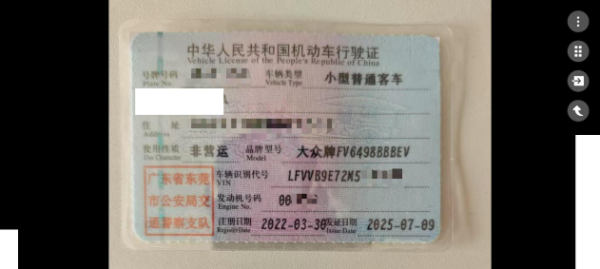 中华人民共和国机动车行驶证
Vehicle License of the People's Republic of China
号牌号码 车辆类型 小型普通客车
Plate No. Vehicle Type
A
住 址
Address
使用性质 非营运 品牌型号 大众牌FV6498BBBEV
Use Character Model
广东省东莞
市公安局交
通警察支队
车辆识别代号 LFVVB9E72M5
VIN
发动机号码 00
Engine No.
注册日期 2022-03-30 发证日期 2025-07-09
Register Date Issue Date